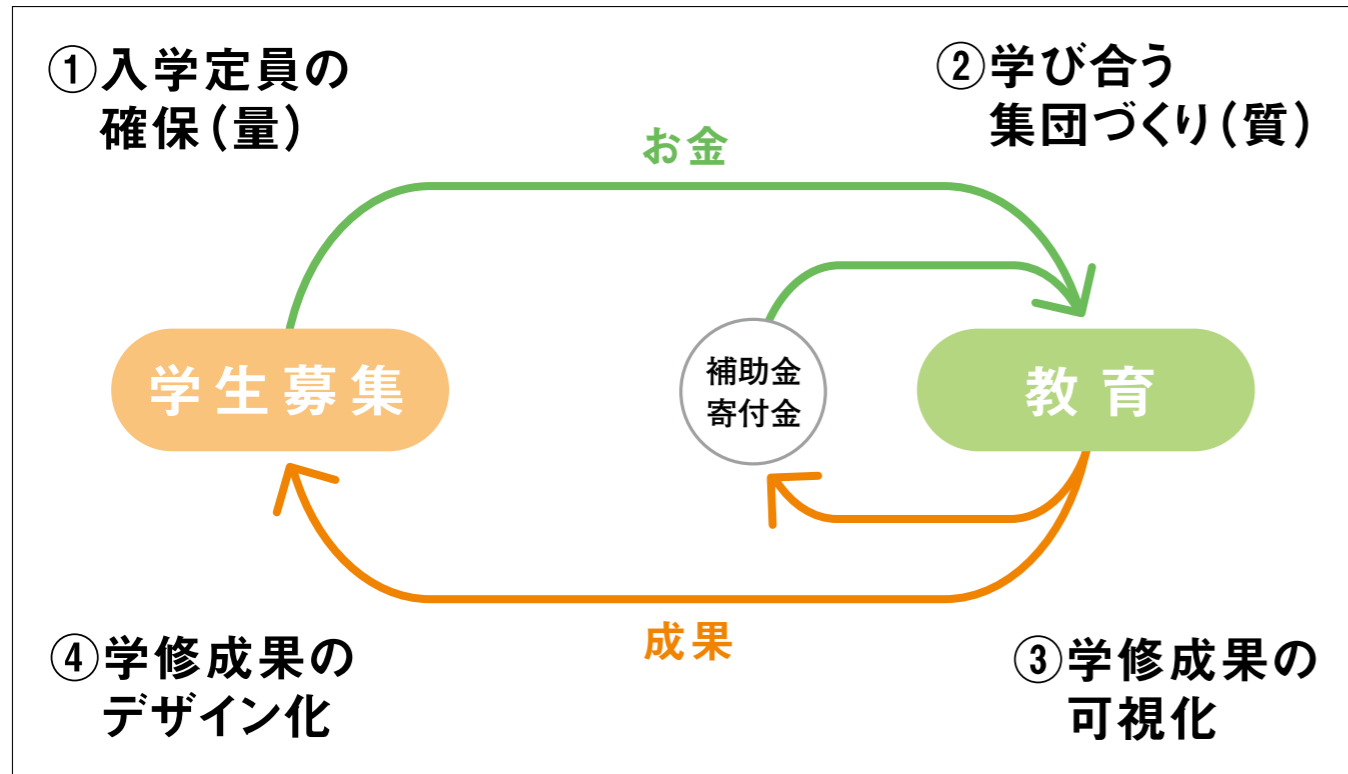 ①入学定員の
確保（量）
②学び合う
集団づくり（質）
お金
学生募集
補助金
寄付金
教育
成果
④学修成果の
デザイン化
③学修成果の
可視化